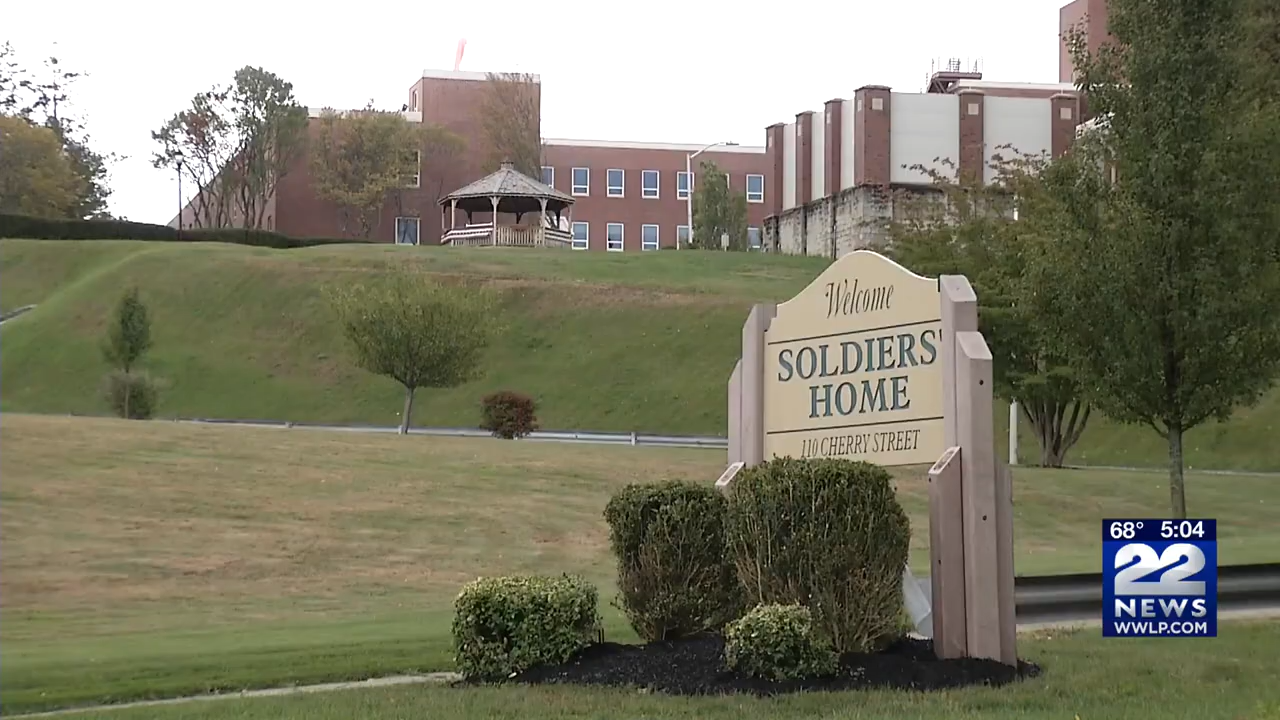 Welcome
SOLDIERS'
HOME
110 CHERRY STREET
68° 5:04
22
NEWS
WWLP.COM